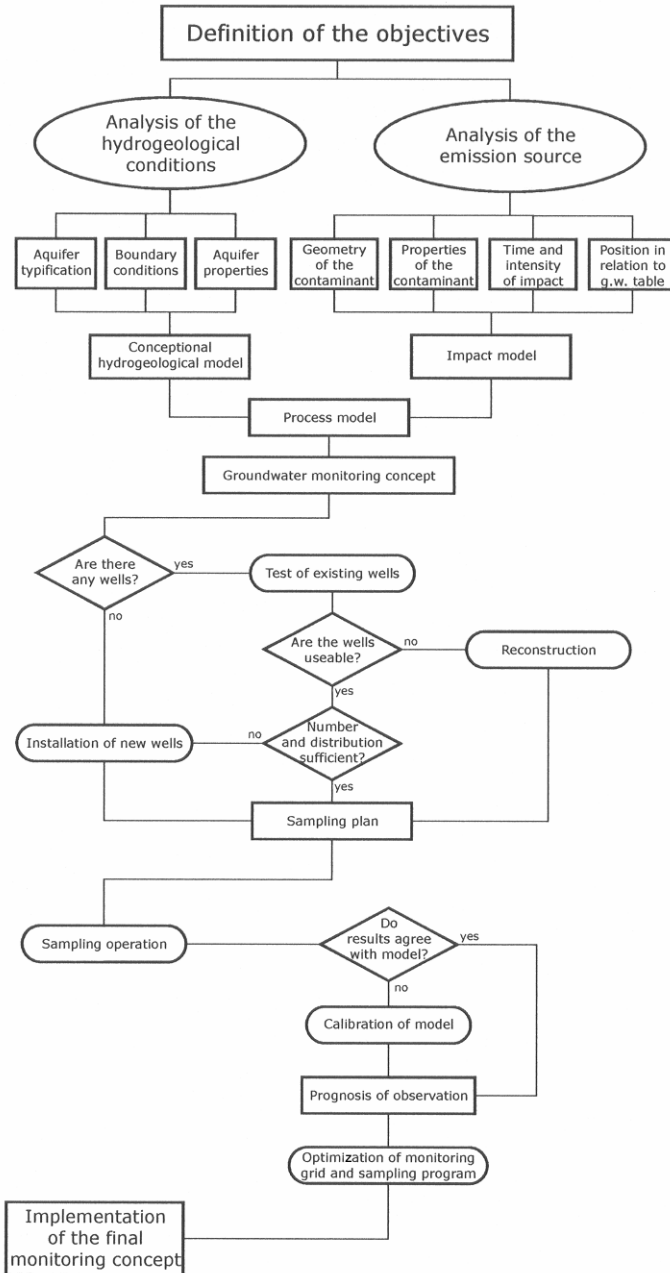 Definition of the objectives
Analysis of the
hydrogeological
conditions
Analysis of the
emission source
Aquifer
typification
Boundary
conditions
Aquifer
properties
Geometry
of the
contaminant
Properties
of the
contaminant
Time and
intensity
of impact
Position in
relation to
g.w. table
Conceptional
hydrogeological model
Impact model
Process model
Groundwater monitoring concept
Are there
any wells?
yes
Test of existing wells
no
Are the wells
useable?
no
Reconstruction
yes
Installation of new wells
no
Number
and distribution
sufficient?
yes
Sampling plan
Sampling operation
Do
results agree
with model?
yes
no
Calibration of model
Prognosis of observation
Optimization of monitoring
grid and sampling program
Implementation
of the final
monitoring concept